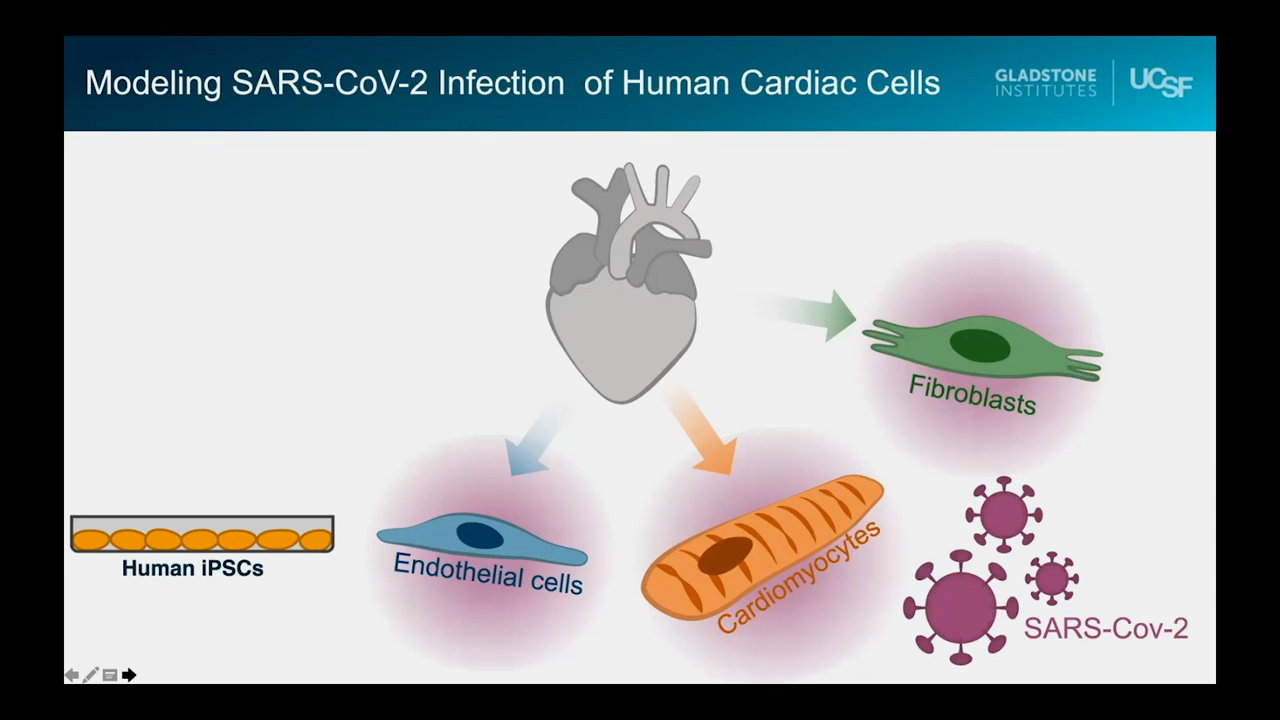 Modeling SARS-CoV-2 Infection of Human Cardiac Cells
GLADSTONE
INSTITUTES
UCSF
Fibroblasts
Endothelial cells
Cardiomyocytes
Human iPSCs
SARS-Cov-2